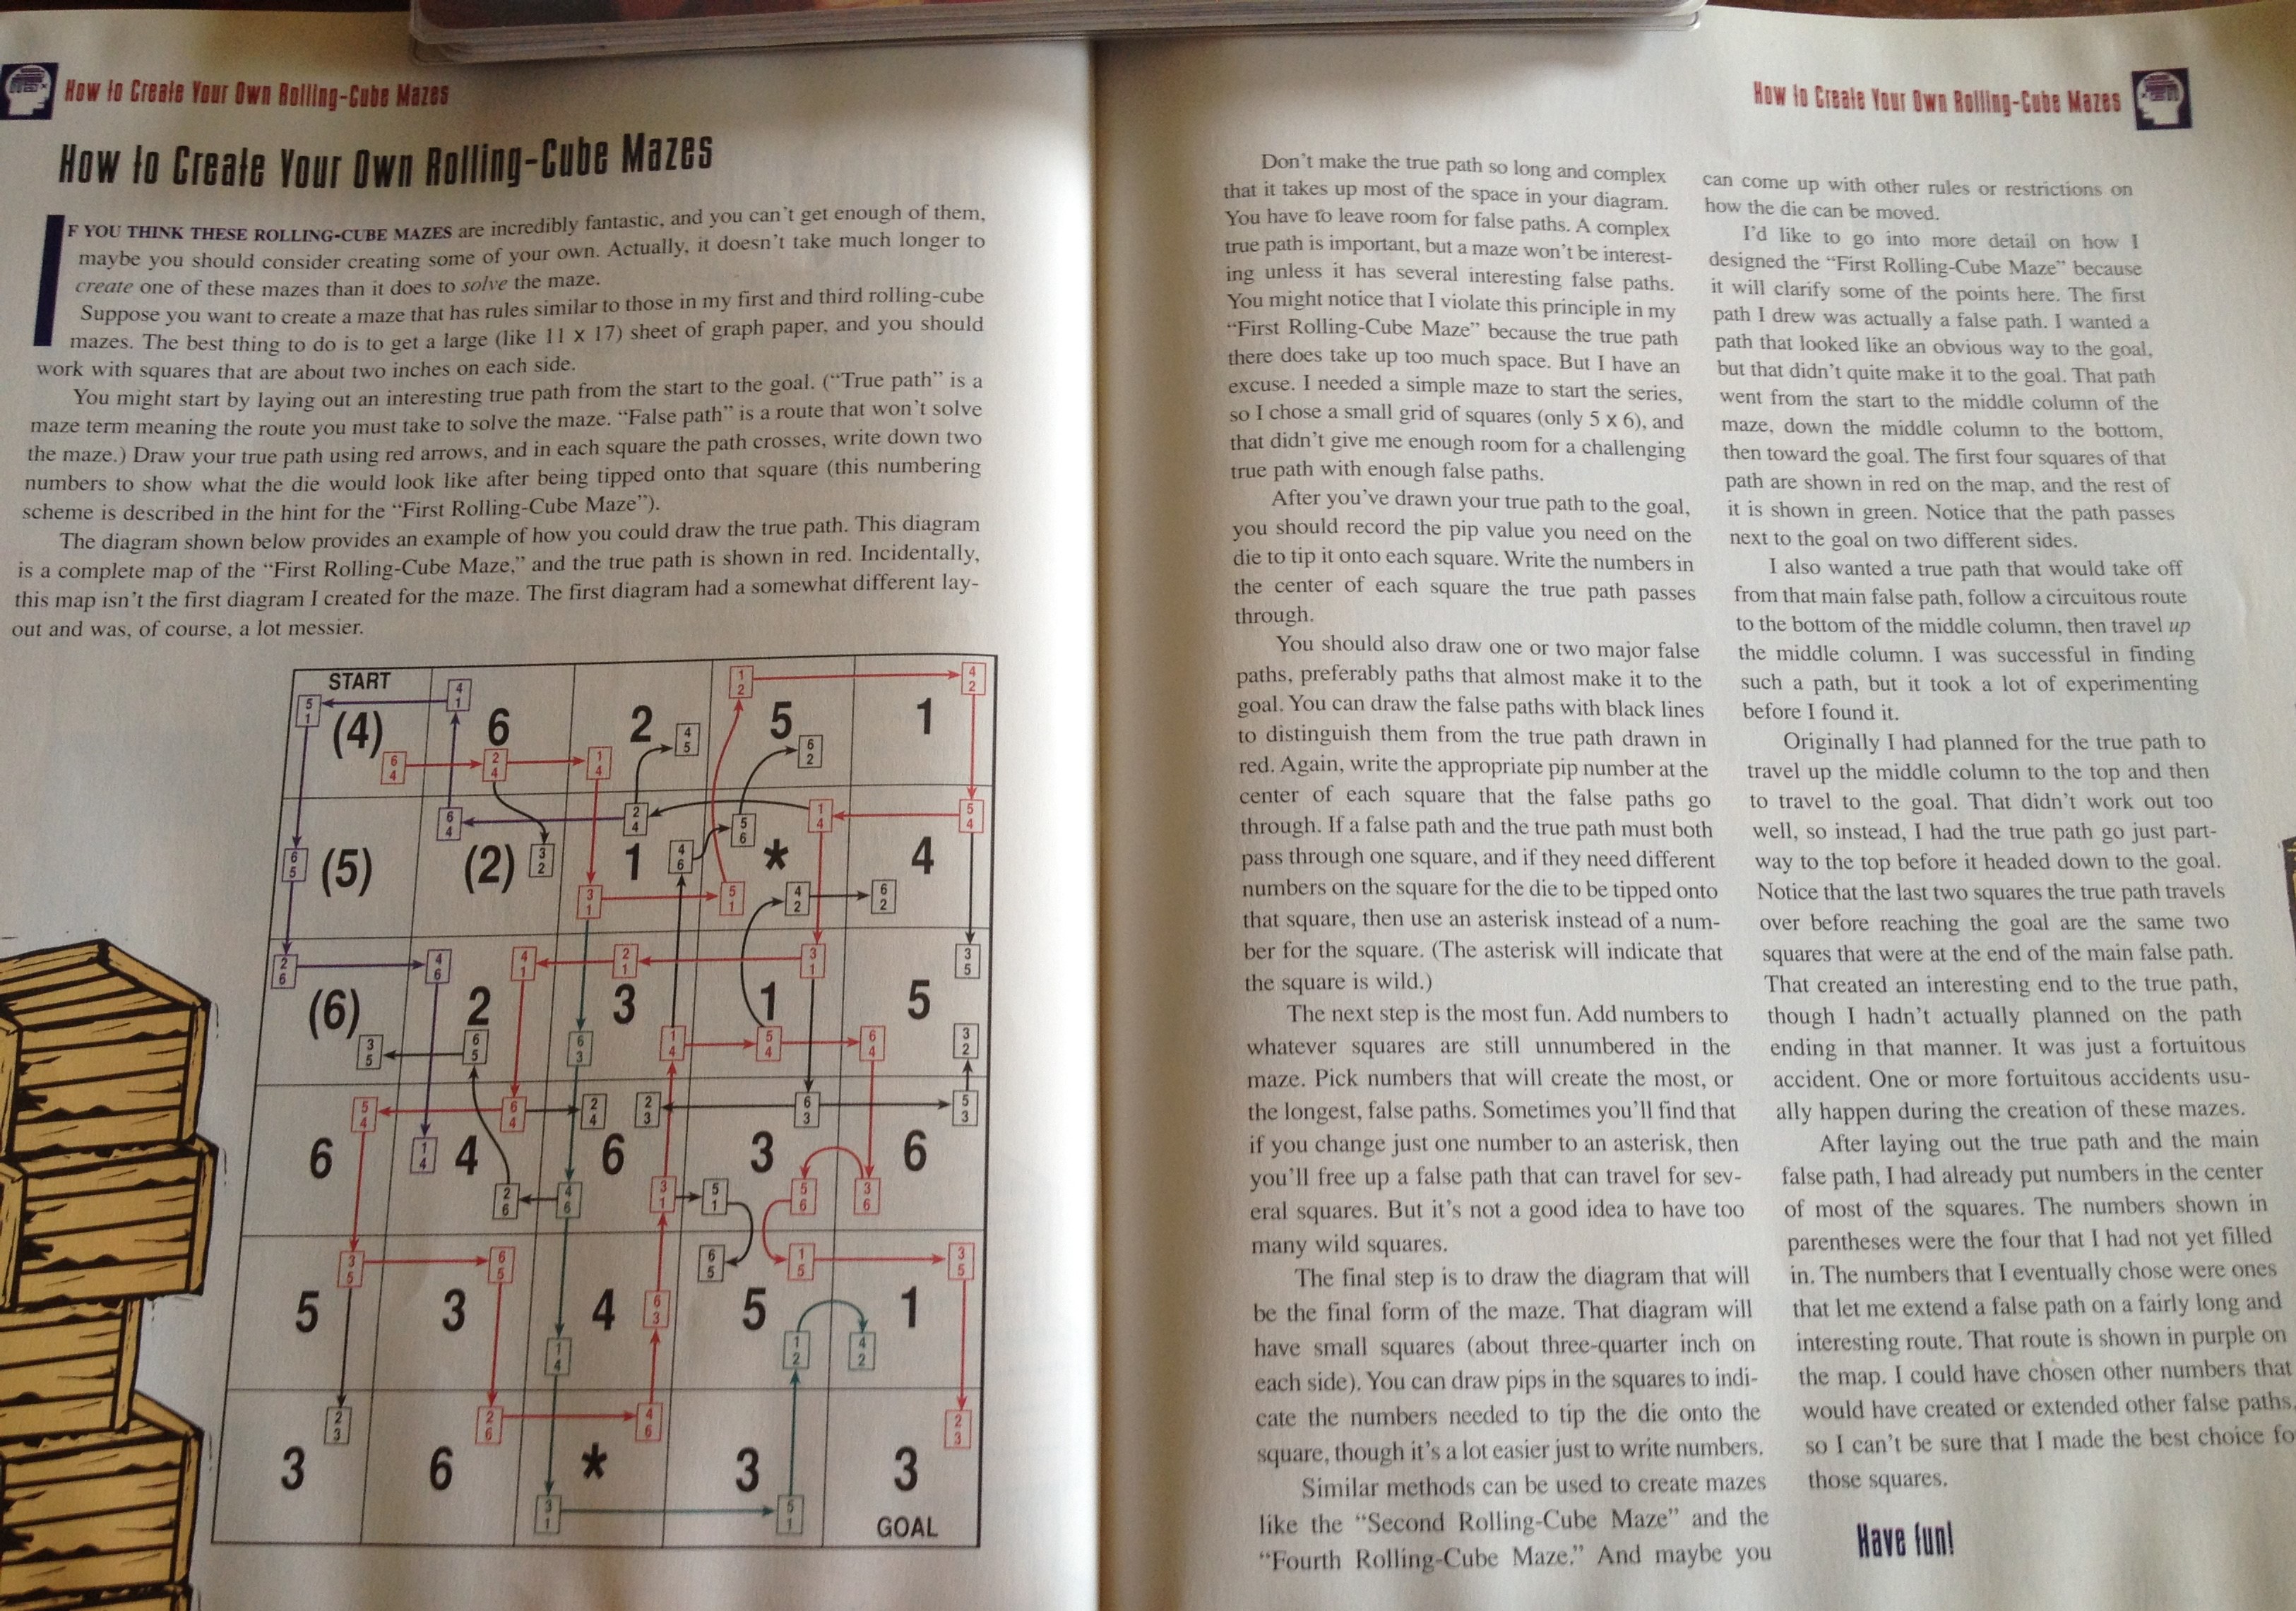 How to Create Your Own Rolling-Cube Mazes
How to Create Your Own Rolling-Cube Mazes
IF YOU THINK THESE ROLLING-CUBE MAZES are incredibly fantastic, and you can't get enough of them,
maybe you should consider creating some of your own. Actually, it doesn't take much longer to
create one of these mazes than it does to solve the maze.
Suppose you want to create a maze that has rules similar to those in my first and third rolling-cube
mazes. The best thing to do is to get a large (like 11 x 17) sheet of graph paper, and you should
work with squares that are about two inches on each side.
You might start by laying out an interesting true path from the start to the goal. ("True path" is a
maze term meaning the route you must take to solve the maze. "False path" is a route that won't solve
the maze.) Draw your true path using red arrows, and in each square the path crosses, write down two
numbers to show what the die would look like after being tipped onto that square (this numbering
scheme is described in the hint for the "First Rolling-Cube Maze").
The diagram shown below provides an example of how you could draw the true path. This diagram
is a complete map of the "First Rolling-Cube Maze," and the true path is shown in red. Incidentally,
this map isn't the first diagram I created for the maze. The first diagram had a somewhat different lay-
out and was, of course, a lot messier.
START
(4) 6 2 5 1
(5) (2) 1 * 4
(6) 2 3 1 5
6 4 6 3 6
5 3 4 5 1
3 6 * 3 3
GOAL
How to Create Your Own Rolling-Cube Mazes
Don't make the true path so long and complex
that it takes up most of the space in your diagram.
You have to leave room for false paths. A complex
true path is important, but a maze won't be interest-
ing unless it has several interesting false paths.
You might notice that I violate this principle in my
"First Rolling-Cube Maze" because the true path
there does take up too much space. But I have an
excuse. I needed a simple maze to start the series,
so I chose a small grid of squares (only 5 x 6), and
that didn't give me enough room for a challenging
true path with enough false paths.
After you've drawn your true path to the goal,
you should record the pip value you need on the
die to tip it onto each square. Write the numbers in
the center of each square the true path passes
through.
You should also draw one or two major false
paths, preferably paths that almost make it to the
goal. You can draw the false paths with black lines
to distinguish them from the true path drawn in
red. Again, write the appropriate pip number at the
center of each square that the false paths go
through. If a false path and the true path must both
pass through one square, and if they need different
numbers on the square for the die to be tipped onto
that square, then use an asterisk instead of a num-
ber for the square. (The asterisk will indicate that
the square is wild.)
The next step is the most fun. Add numbers to
whatever squares are still unnumbered in the
maze. Pick numbers that will create the most, or
the longest, false paths. Sometimes you'll find that
if you change just one number to an asterisk, then
you'll free up a false path that can travel for sev-
eral squares. But it's not a good idea to have too
many wild squares.
The final step is to draw the diagram that will
be the final form of the maze. That diagram will
have small squares (about three-quarter inch on
each side). You can draw pips in the squares to indi-
cate the numbers needed to tip the die onto the
square, though it's a lot easier just to write numbers.
Similar methods can be used to create mazes
like the "Second Rolling-Cube Maze" and the
"Fourth Rolling-Cube Maze." And maybe you
can come up with other rules or restrictions on
how the die can be moved.
I'd like to go into more detail on how I
designed the "First Rolling-Cube Maze" because
it will clarify some of the points here. The first
path I drew was actually a false path. I wanted a
path that looked like an obvious way to the goal,
but that didn't quite make it to the goal. That path
went from the start to the middle column of the
maze, down the middle column to the bottom,
then toward the goal. The first four squares of that
path are shown in red on the map, and the rest of
it is shown in green. Notice that the path passes
next to the goal on two different sides.
I also wanted a true path that would take off
from that main false path, follow a circuitous route
to the bottom of the middle column, then travel up
the middle column. I was successful in finding
such a path, but it took a lot of experimenting
before I found it.
Originally I had planned for the true path to
travel up the middle column to the top and then
to travel to the goal. That didn't work out too
well, so instead, I had the true path go just part-
way to the top before it headed down to the goal.
Notice that the last two squares the true path travels
over before reaching the goal are the same two
squares that were at the end of the main false path.
That created an interesting end to the true path,
though I hadn't actually planned on the path
ending in that manner. It was just a fortuitous
accident. One or more fortuitous accidents usu-
ally happen during the creation of these mazes.
After laying out the true path and the main
false path, I had already put numbers in the center
of most of the squares. The numbers shown in
parentheses were the four that I had not yet filled
in. The numbers that I eventually chose were ones
that let me extend a false path on a fairly long and
interesting route. That route is shown in purple on
the map. I could have chosen other numbers that
would have created or extended other false paths,
so I can't be sure that I made the best choice fo
those squares.
Have fun!